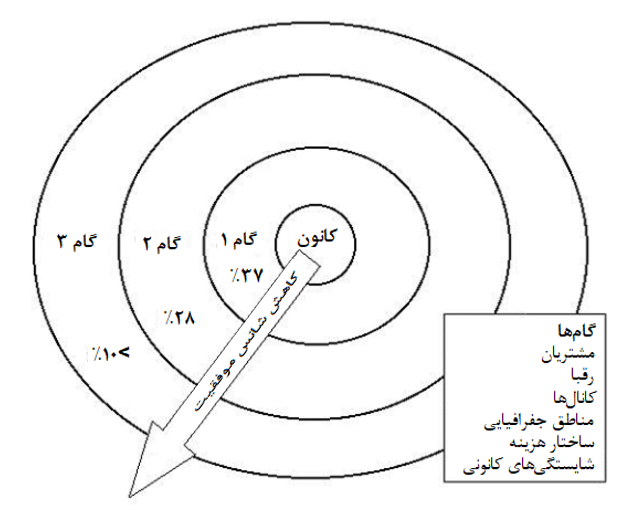 کانون
گام ۱
٪۳۷
گام ۲
٪۲۸
گام ۳
<۱۰٪
کاهش شانس موفقیت
گام‌ها
مشتریان
رقبا
کانال‌ها
مناطق جغرافیایی
ساختار هزینه
شایستگی‌های کانونی